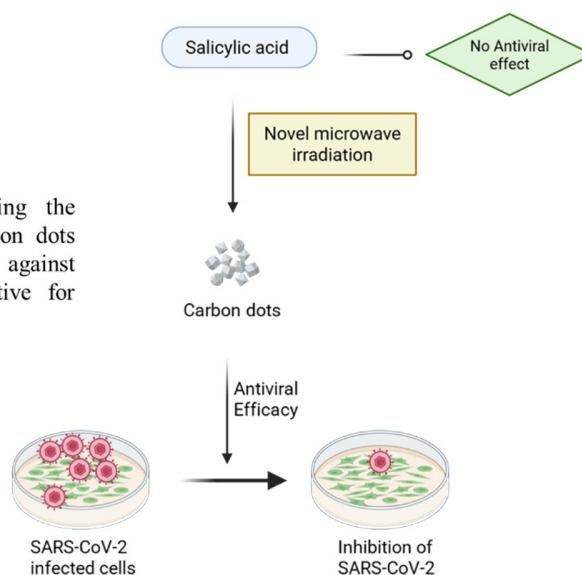 Salicylic acid
No Antiviral
effect
Novel microwave
irradiation
ing the
on dots
against
tive for
Carbon dots
Antiviral
Efficacy
SARS-CoV-2
infected cells
Inhibition of
SARS-CoV-2